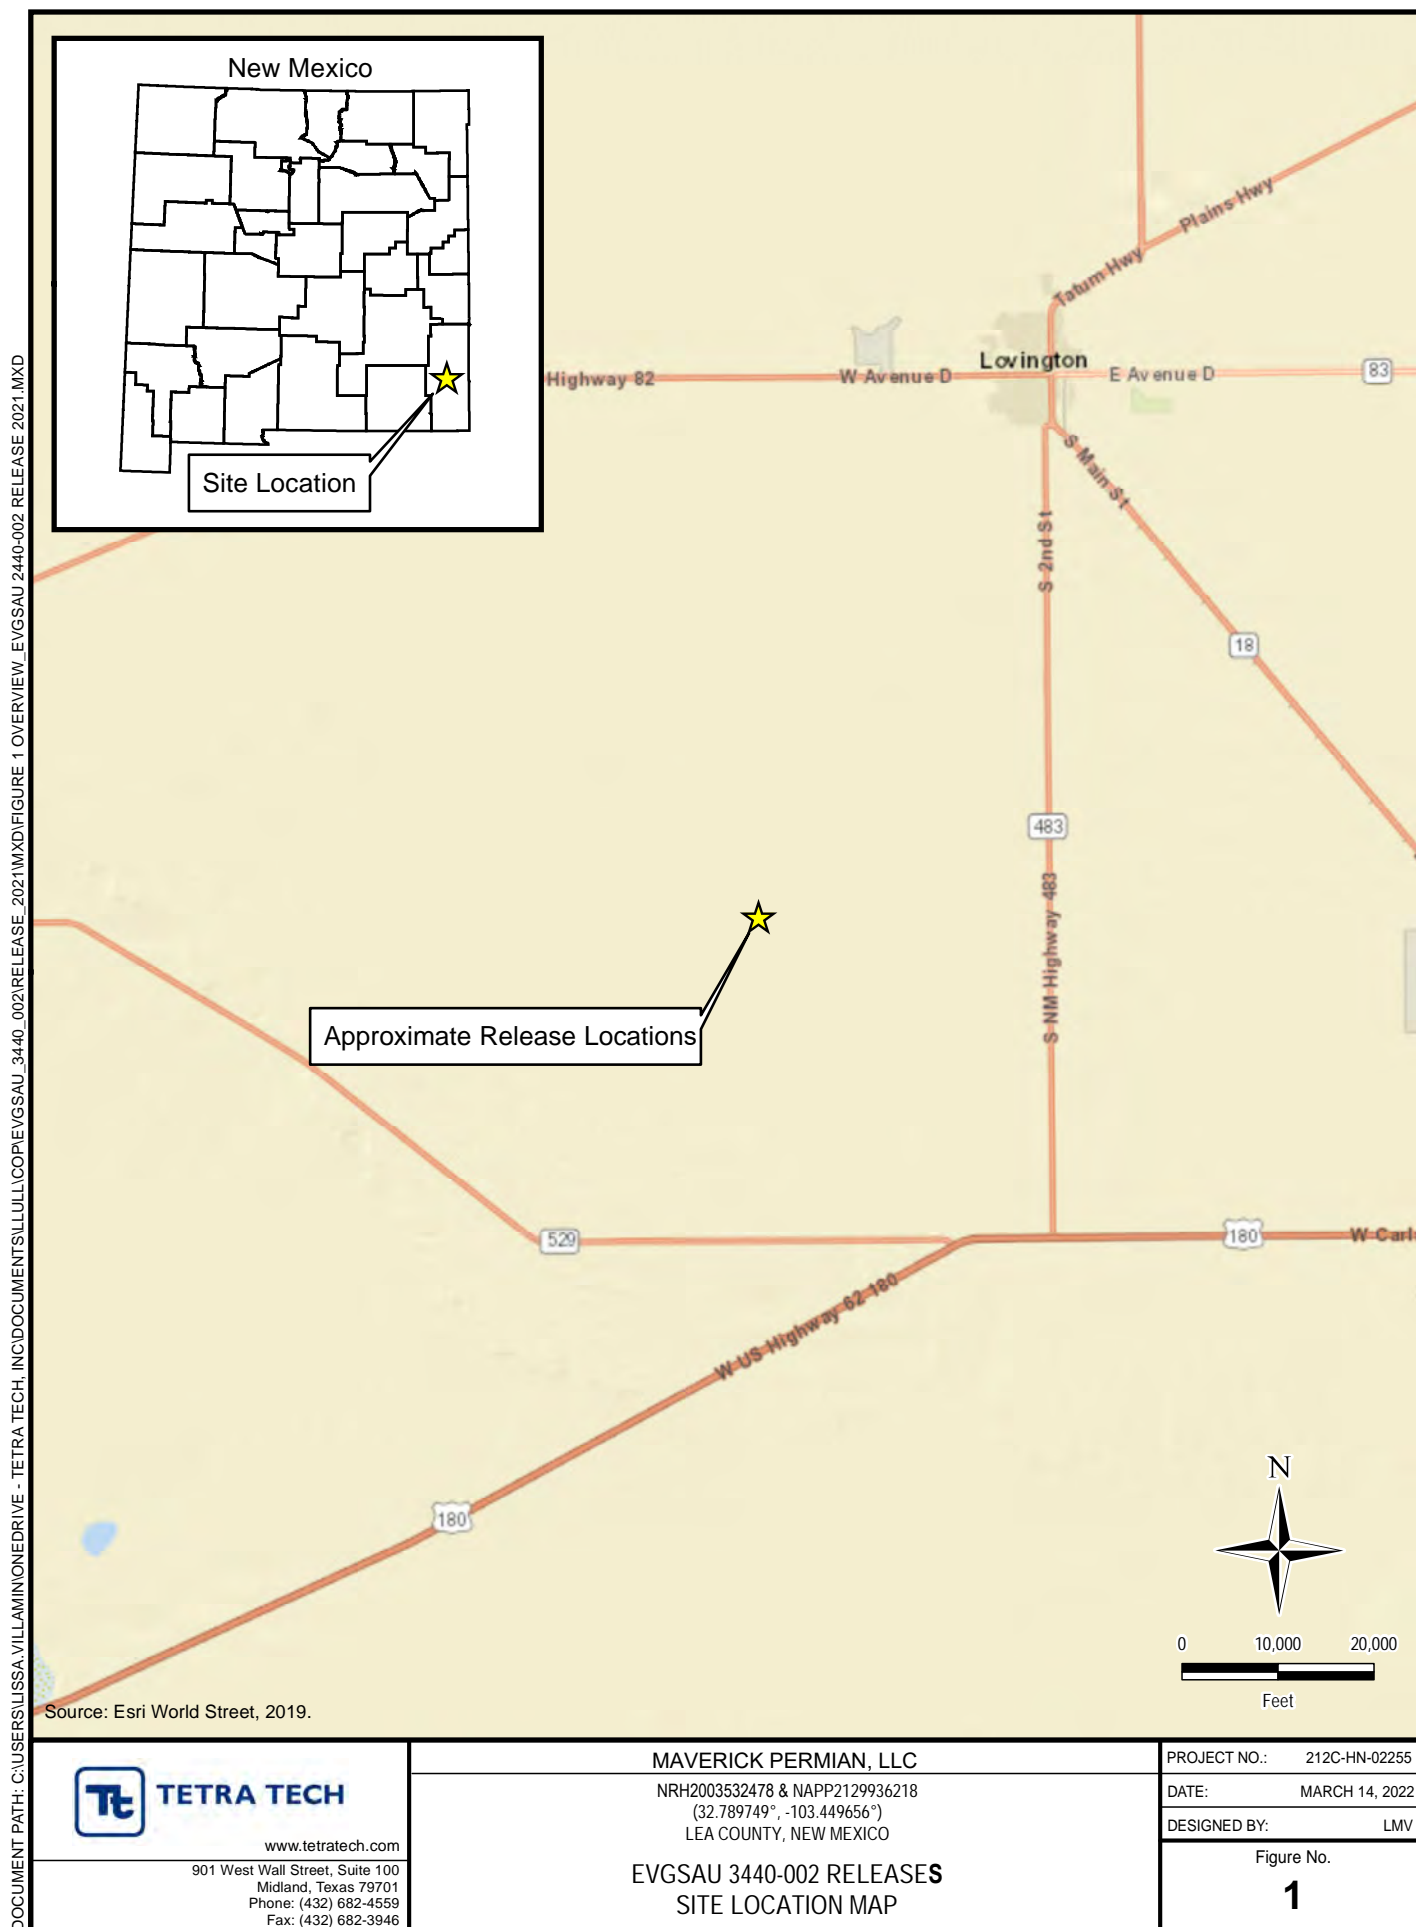 New Mexico
Site Location
Plains Hwy
Tatum Hwy
Lovington
Highway 82
W Avenue D
E Avenue D
83
S Main St
S 2nd St
18
483
S NM Highway 483
Approximate Release Locations
529
180
W Carl
W US Highway 62 180
180
N
0 10,000 20,000
Feet
Source: Esri World Street, 2019.
DOCUMENT PATH: C:\USERS\LISSA.VILLAMIN\ONEDRIVE - TETRA TECH, INC\DOCUMENTS\LLULL\COP\EVGSAU_3440_002\RELEASE_2021\MXD\FIGURE 1 OVERVIEW_EVGSAU 2440-002 RELEASE 2021.MXD
Tt TETRA TECH
www.tetratech.com
901 West Wall Street, Suite 100
Midland, Texas 79701
Phone: (432) 682-4559
Fax: (432) 682-3946
MAVERICK PERMIAN, LLC
NRH2003532478 & NAPP2129936218
(32.789749°, -103.449656°)
LEA COUNTY, NEW MEXICO
EVGSAU 3440-002 RELEASES
SITE LOCATION MAP
PROJECT NO.: 212C-HN-02255
DATE: MARCH 14, 2022
DESIGNED BY: LMV
Figure No.
1